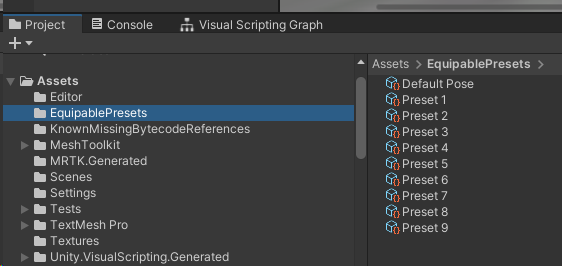 Project
Console
Visual Scripting Graph
Assets
Editor
EquipablePresets
KnownMissingBytecodeReferences
MeshToolkit
MRTK.Generated
Scenes
Settings
Tests
TextMesh Pro
Textures
Unity.VisualScripting.Generated
Assets > EquipablePresets >
Default Pose
Preset 1
Preset 2
Preset 3
Preset 4
Preset 5
Preset 6
Preset 7
Preset 8
Preset 9